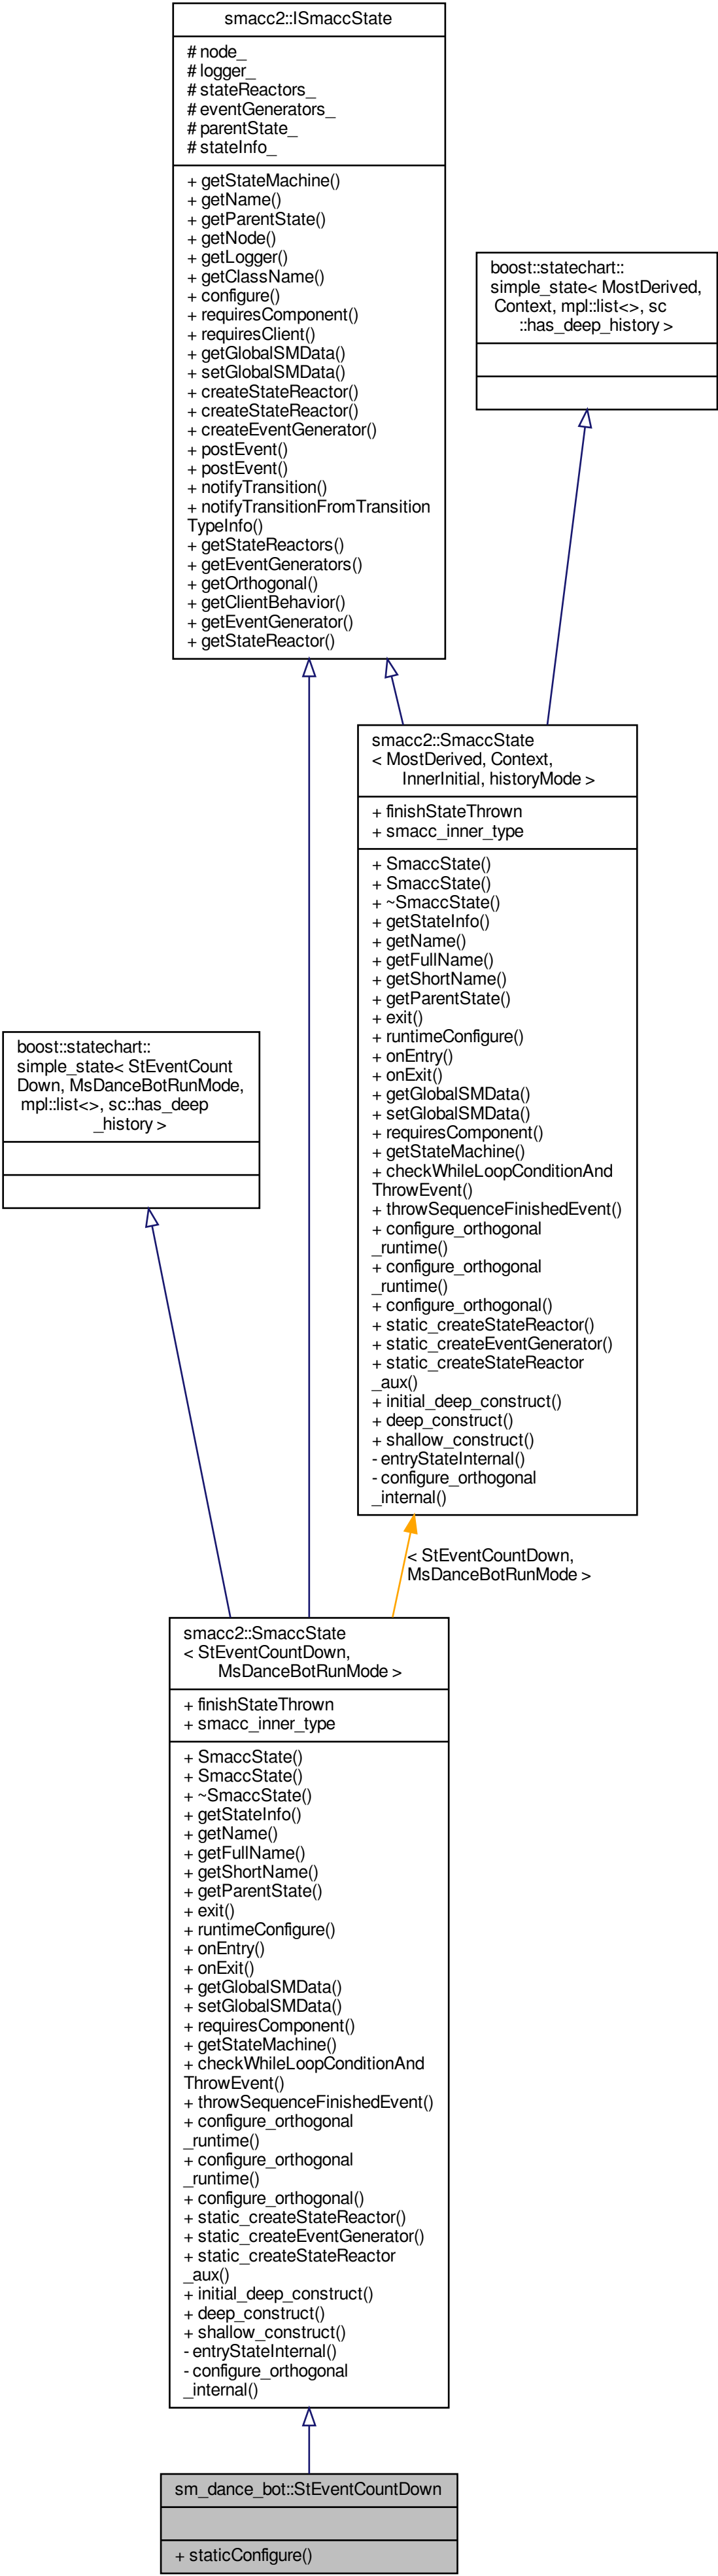 smacc2::ISmaccState
# node_
# logger_
# stateReactors_
# eventGenerators_
# parentState_
# stateInfo_
+ getStateMachine()
+ getName()
+ getParentState()
+ getNode()
+ getLogger()
+ getClassName()
+ configure()
+ requiresComponent()
+ requiresClient()
+ getGlobalSMData()
+ setGlobalSMData()
+ createStateReactor()
+ createStateReactor()
+ createEventGenerator()
+ postEvent()
+ postEvent()
+ notifyTransition()
+ notifyTransitionFromTransition
TypeInfo()
+ getStateReactors()
+ getEventGenerators()
+ getOrthogonal()
+ getClientBehavior()
+ getEventGenerator()
+ getStateReactor()
boost::statechart::
simple_state< MostDerived,
Context, mpl::list<>, sc
::has_deep_history >
smacc2::SmaccState
< MostDerived, Context,
InnerInitial, historyMode >
+ finishStateThrown
+ smacc_inner_type
+ SmaccState()
+ SmaccState()
+ ~SmaccState()
+ getStateInfo()
+ getName()
+ getFullName()
+ getShortName()
+ getParentState()
+ exit()
+ runtimeConfigure()
+ onEntry()
+ onExit()
+ getGlobalSMData()
+ setGlobalSMData()
+ requiresComponent()
+ getStateMachine()
+ checkWhileLoopConditionAnd
ThrowEvent()
+ throwSequenceFinishedEvent()
+ configure_orthogonal
_runtime()
+ configure_orthogonal
_runtime()
+ configure_orthogonal()
+ static_createStateReactor()
+ static_createEventGenerator()
+ static_createStateReactor
_aux()
+ initial_deep_construct()
+ deep_construct()
+ shallow_construct()
- entryStateInternal()
- configure_orthogonal
_internal()
boost::statechart::
simple_state< StEventCount
Down, MsDanceBotRunMode,
mpl::list<>, sc::has_deep
_history >
< StEventCountDown,
MsDanceBotRunMode >
smacc2::SmaccState
< StEventCountDown,
MsDanceBotRunMode >
+ finishStateThrown
+ smacc_inner_type
+ SmaccState()
+ SmaccState()
+ ~SmaccState()
+ getStateInfo()
+ getName()
+ getFullName()
+ getShortName()
+ getParentState()
+ exit()
+ runtimeConfigure()
+ onEntry()
+ onExit()
+ getGlobalSMData()
+ setGlobalSMData()
+ requiresComponent()
+ getStateMachine()
+ checkWhileLoopConditionAnd
ThrowEvent()
+ throwSequenceFinishedEvent()
+ configure_orthogonal
_runtime()
+ configure_orthogonal
_runtime()
+ configure_orthogonal()
+ static_createStateReactor()
+ static_createEventGenerator()
+ static_createStateReactor
_aux()
+ initial_deep_construct()
+ deep_construct()
+ shallow_construct()
- entryStateInternal()
- configure_orthogonal
_internal()
sm_dance_bot::StEventCountDown
+ staticConfigure()